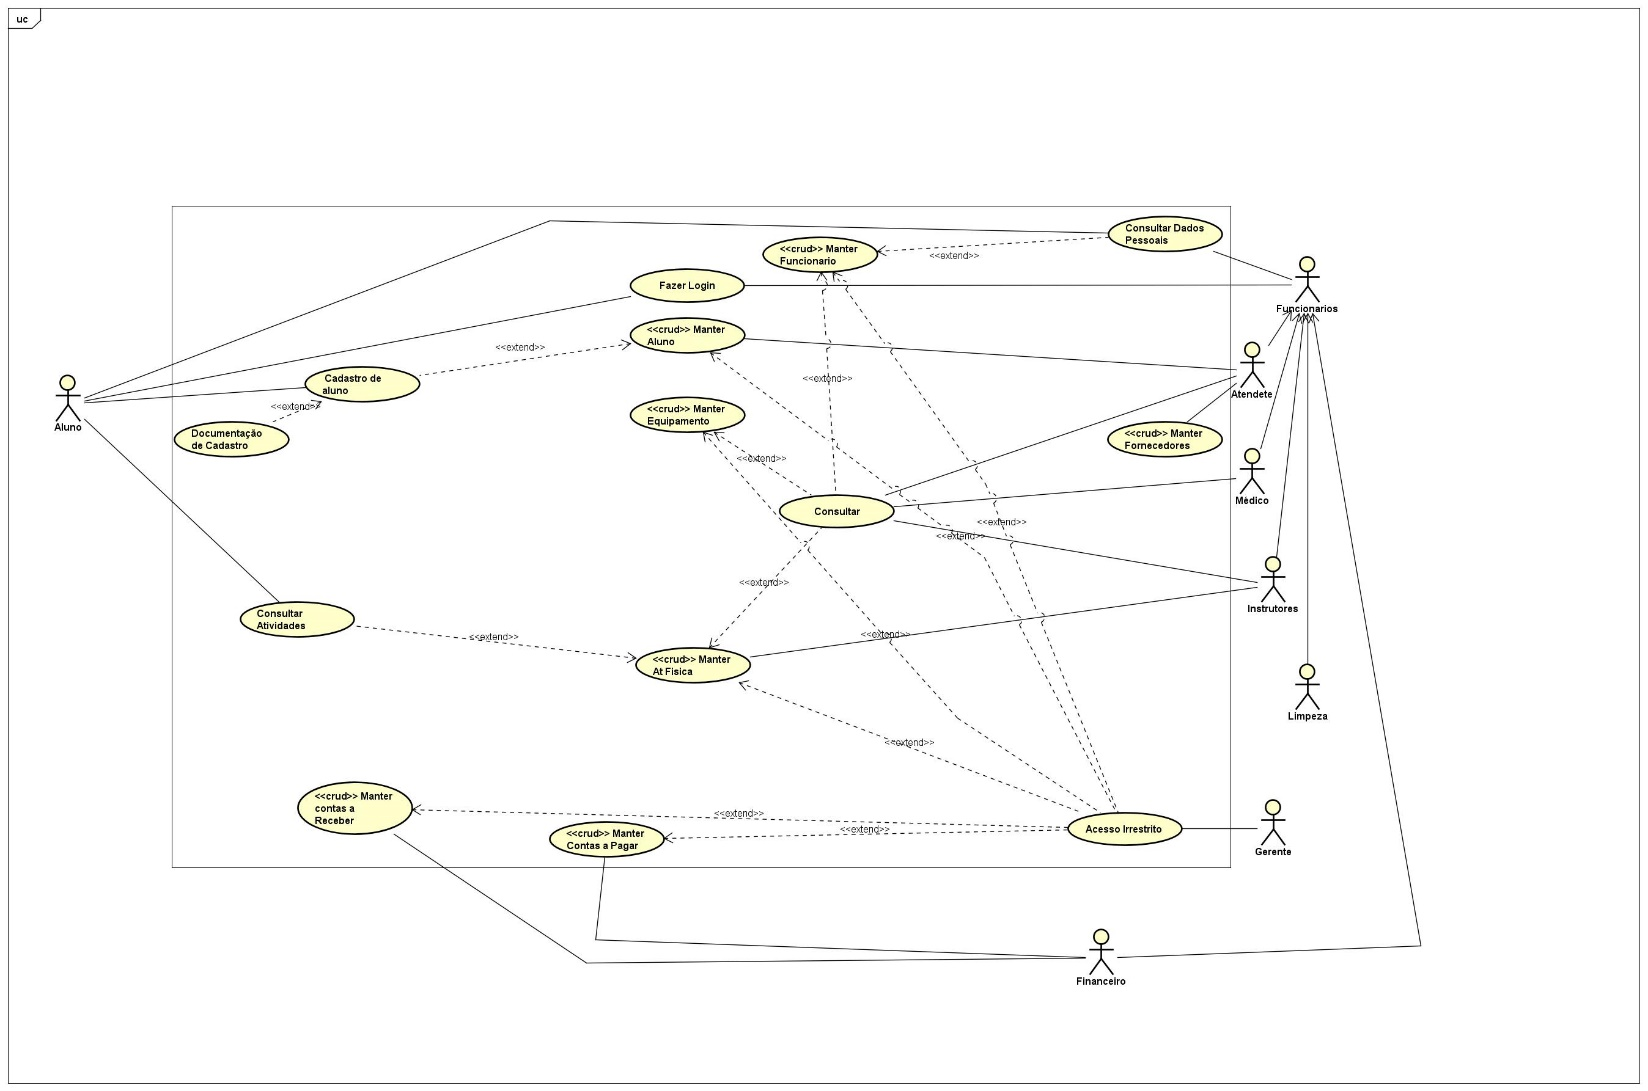 uc
Consultar Dados
Pessoais
<<crud>> Manter
Funcionario
<<extend>>
Fazer Login
Funcionarios
<<crud>> Manter
Aluno
<<extend>>
Cadastro de
aluno
<<extend>>
Atendete
Aluno
<<extend>>
<<crud>> Manter
Equipamento
Documentação
de Cadastro
<<crud>> Manter
Fornecedores
<<extend>>
Mèdico
Consultar
<<extend>>
<<extend>>
<<extend>>
Instrutores
Consultar
Atividades
<<extend>>
<<extend>>
<<crud>> Manter
At Fisica
Limpeza
<<extend>>
<<crud>> Manter
contas a
Receber
<<extend>>
<<crud>> Manter
Contas a Pagar
<<extend>>
Acesso Irrestrito
Gerente
Financeiro